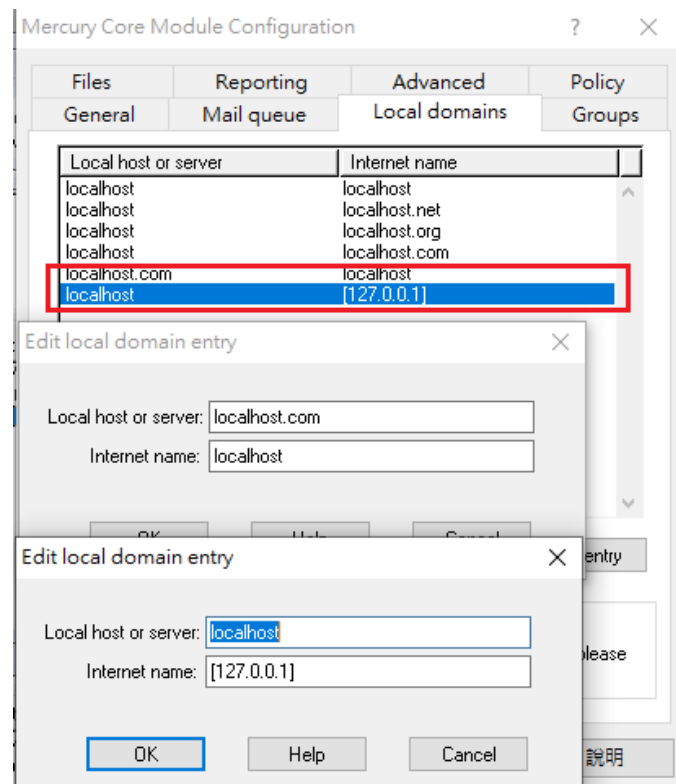 Mercury Core Module Configuration ? ×
Files Reporting Advanced Policy
General Mail queue Local domains Groups
Local host or server Internet name
localhost localhost
localhost localhost.net
localhost localhost.org
localhost localhost.com
localhost.com localhost
localhost [127.0.0.1]
Edit local domain entry
Local host or server: localhost.com
Internet name: localhost
OK Help Cancel
entry
Edit local domain entry
Local host or server: localhost
Internet name: [127.0.0.1]
please
OK Help Cancel
說明